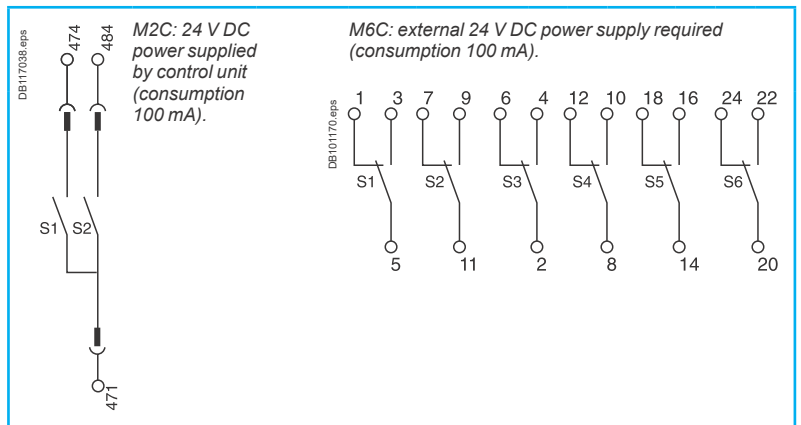 DB117038.eps
474
484
M2C: 24 V DC
power supplied
by control unit
(consumption
100 mA).
S1 S2
471
M6C: external 24 V DC power supply required
(consumption 100 mA).
DB101170.eps
1 3 7 9 6 4 12 10 18 16 24 22
S1 S2 S3 S4 S5 S6
5 11 2 8 14 20